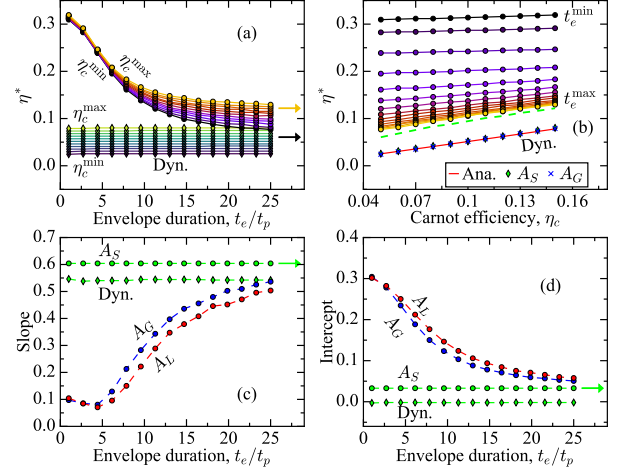 0.3
0.2
0.1
0.0
η*
(a)
η_c^max
η_c^min
η_c^max
η_c^min
Dyn.
0 5 10 15 20 25
Envelope duration, t_e/t_p
0.3
0.2
0.1
0.0
η*
t_e^min
t_e^max
(b)
Dyn.
Ana. A_S A_G
0.04 0.08 0.12 0.16
Carnot efficiency, η_c
0.6
0.5
0.4
0.3
0.2
0.1
0.0
Slope
A_S
Dyn.
A_G
A_L
(c)
0 5 10 15 20 25
Envelope duration, t_e/t_p
0.4
0.3
0.2
0.1
0.0
Intercept
(d)
A_L
A_G
A_S
Dyn.
0 5 10 15 20 25
Envelope duration, t_e/t_p